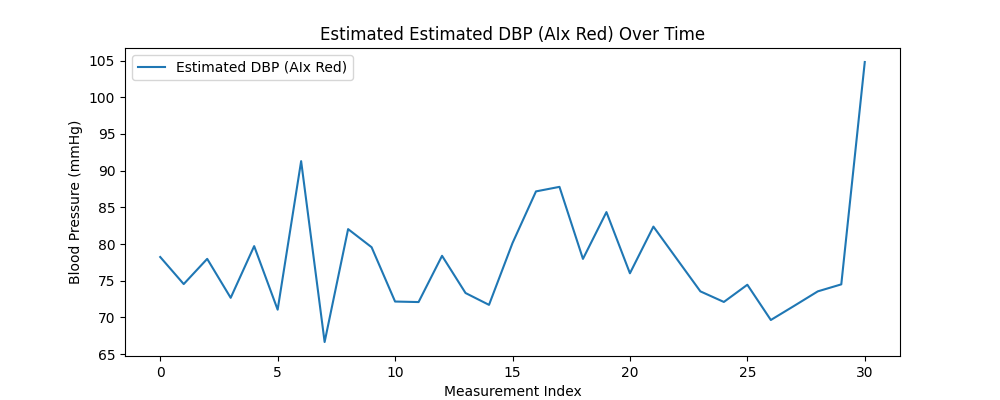 Estimated Estimated DBP (AIx Red) Over Time
Estimated DBP (AIx Red)
Blood Pressure (mmHg)
105
100
95
90
85
80
75
70
65
0 5 10 15 20 25 30
Measurement Index